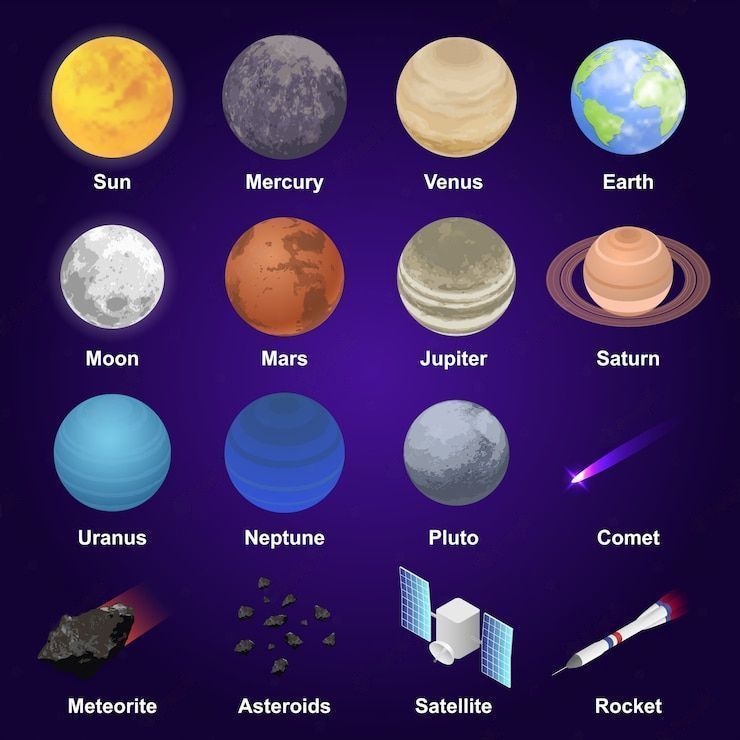 Sun Mercury Venus Earth
Moon Mars Jupiter Saturn
Uranus Neptune Pluto Comet
Meteorite Asteroids Satellite Rocket